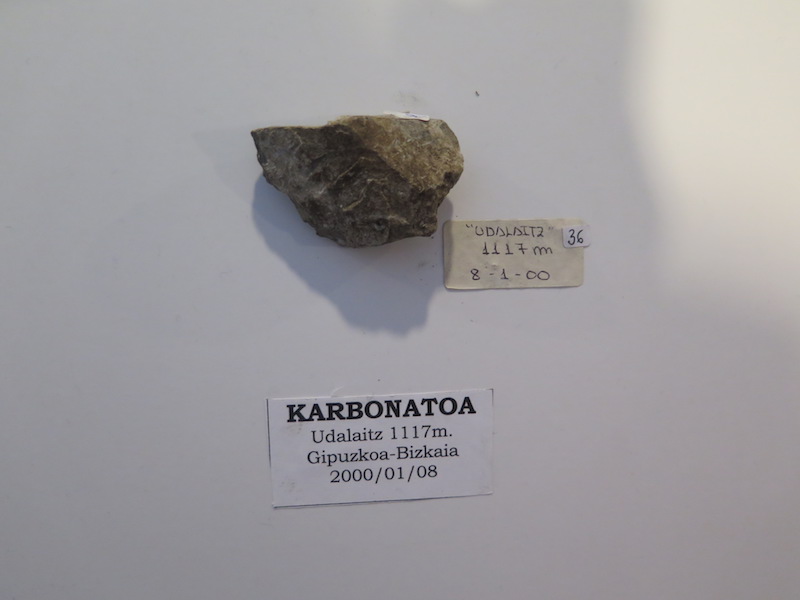 "UDALAITZ"
36
1117 m
8-1-00
KARBONATOA
Udalaitz 1117m.
Gipuzkoa-Bizkaia
2000/01/08